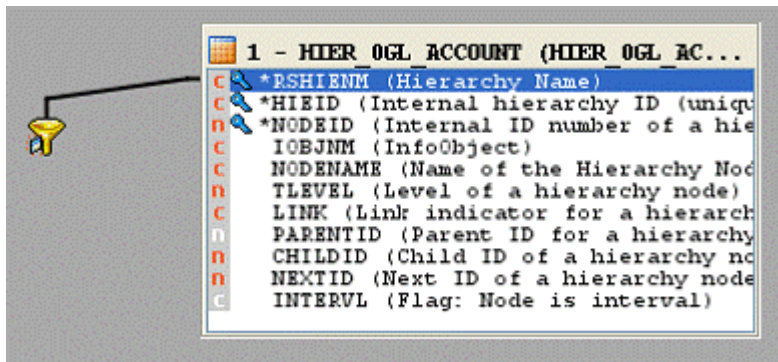 1 - HIER_0GL_ACCOUNT (HIER_0GL_AC...
c *RSHIENM (Hierarchy Name)
c *HIEID (Internal hierarchy ID (uniqu
n *NODEID (Internal ID number of a hie
c IOBJNM (InfoObject)
c NODENAME (Name of the Hierarchy Nod
n TLEVEL (Level of a hierarchy node)
c LINK (Link indicator for a hierarch
n PARENTID (Parent ID for a hierarchy
n CHILDID (Child ID of a hierarchy no
n NEXTID (Next ID of a hierarchy node
c INTERVL (Flag: Node is interval)